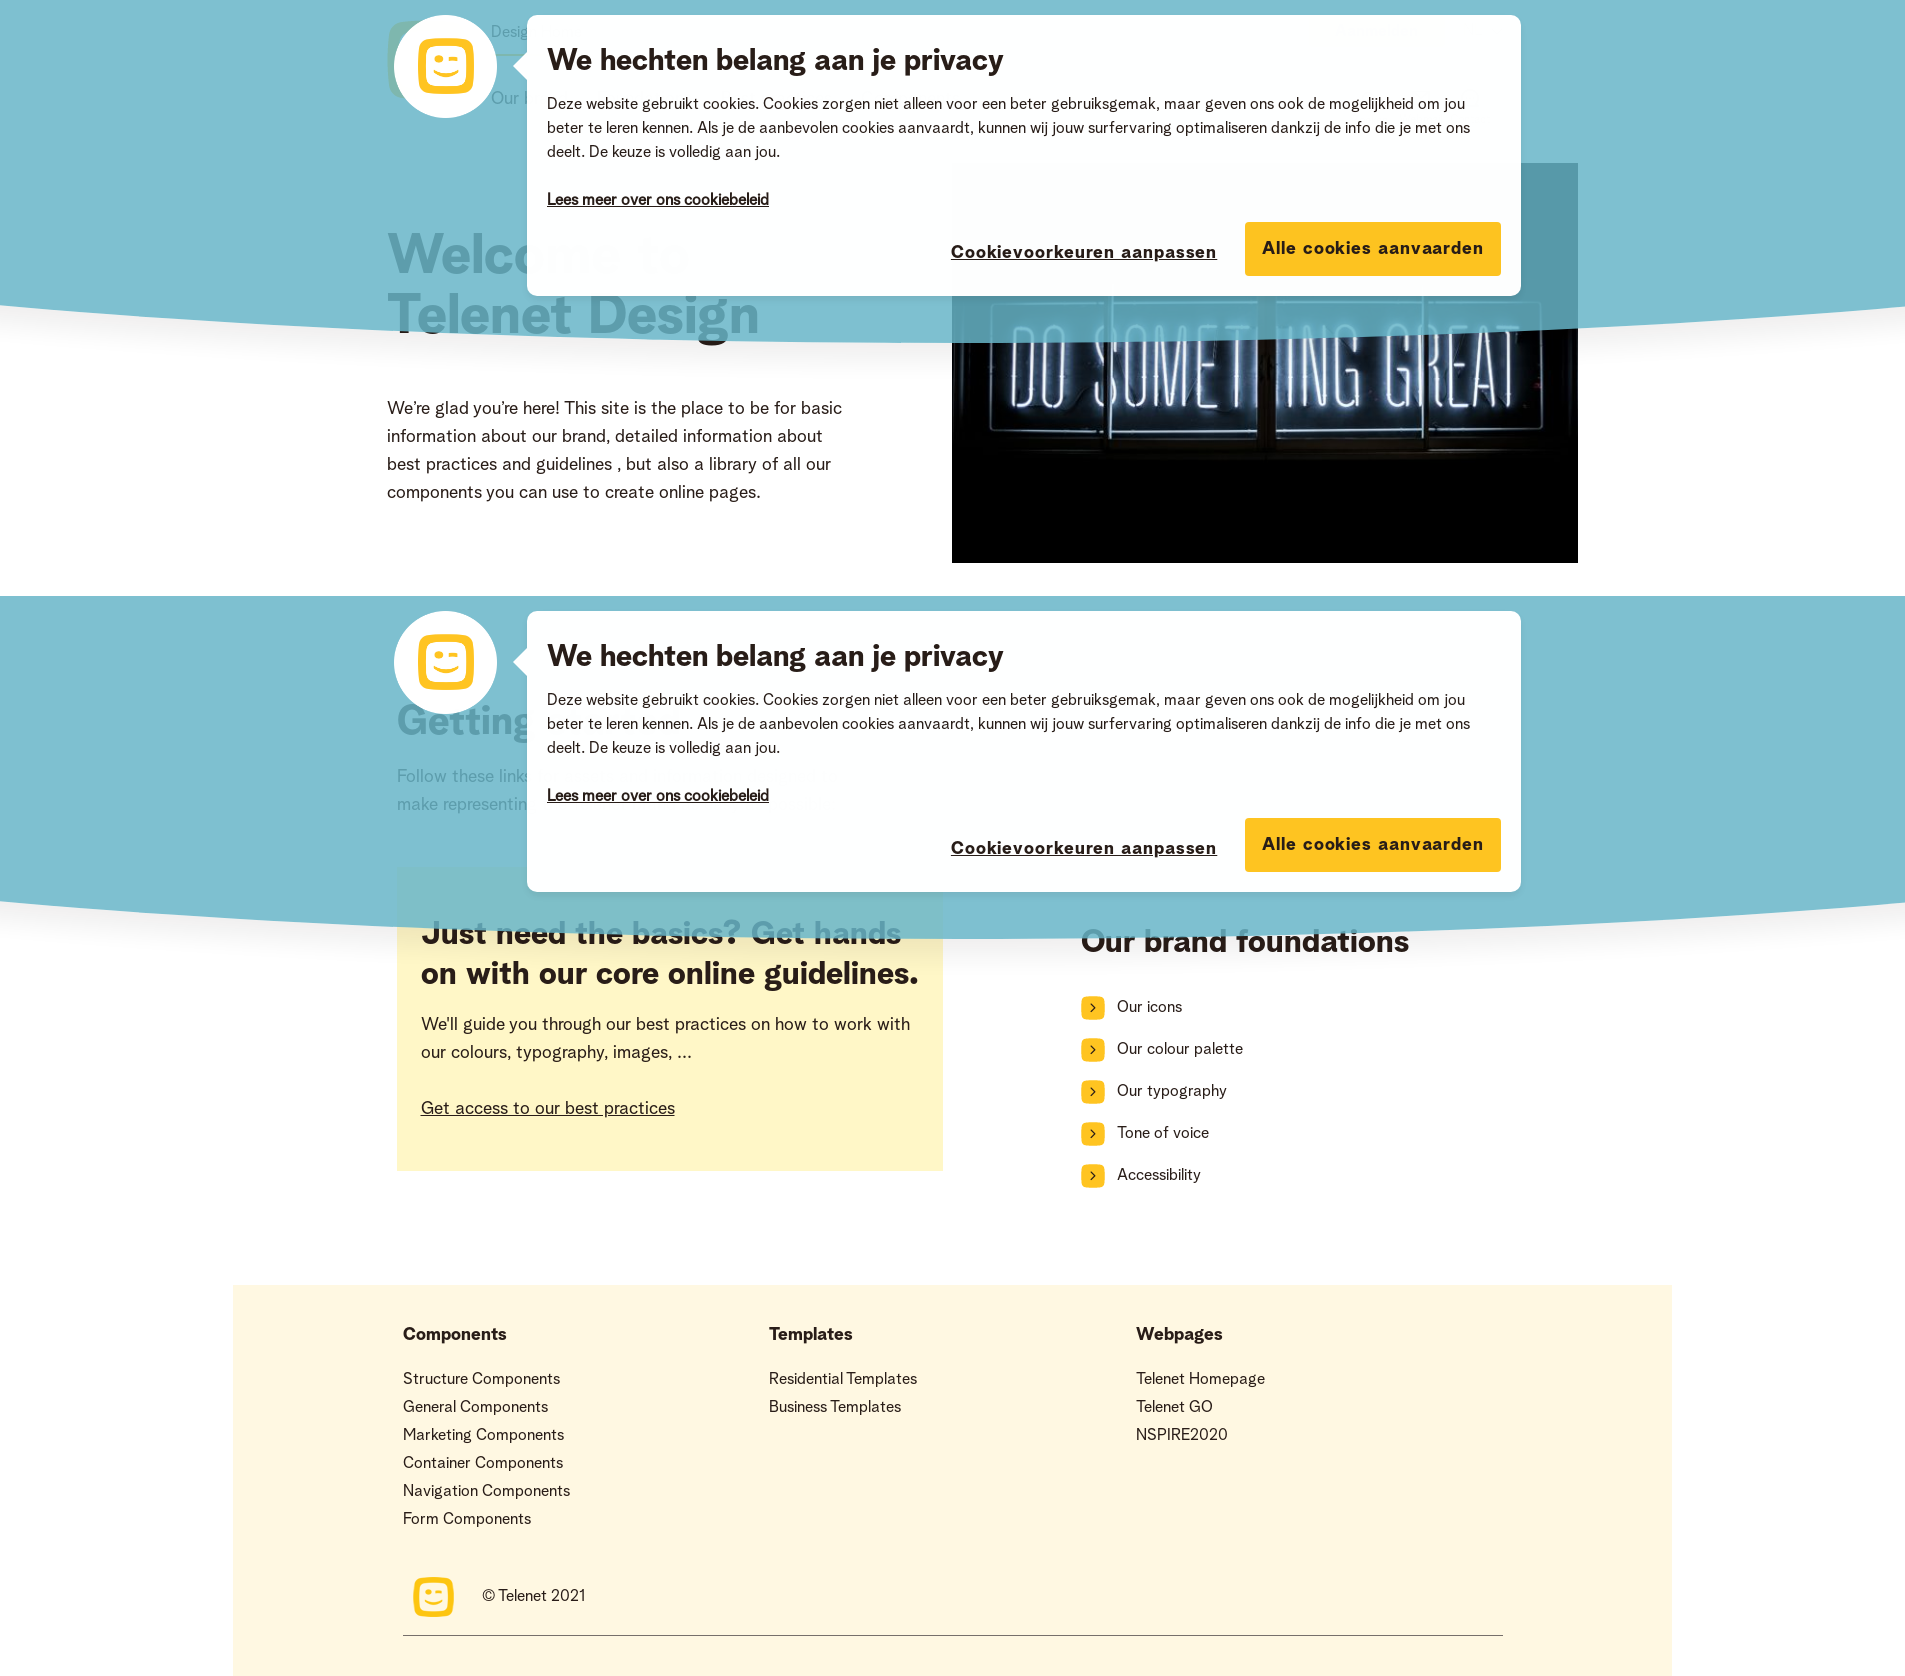 Desig
Our
We hechten belang aan je privacy
Deze website gebruikt cookies. Cookies zorgen niet alleen voor een beter gebruiksgemak, maar geven ons ook de mogelijkheid om jou
beter te leren kennen. Als je de aanbevolen cookies aanvaardt, kunnen wij jouw surfervaring optimaliseren dankzij de info die je met ons
deelt. De keuze is volledig aan jou.
Lees meer over ons cookiebeleid
Cookievoorkeuren aanpassen
Alle cookies aanvaarden
Telenet Design
DO SOMETHING GREAT
We’re glad you’re here! This site is the place to be for basic
information about our brand, detailed information about
best practices and guidelines , but also a library of all our
components you can use to create online pages.
We hechten belang aan je privacy
Deze website gebruikt cookies. Cookies zorgen niet alleen voor een beter gebruiksgemak, maar geven ons ook de mogelijkheid om jou
beter te leren kennen. Als je de aanbevolen cookies aanvaardt, kunnen wij jouw surfervaring optimaliseren dankzij de info die je met ons
deelt. De keuze is volledig aan jou.
Lees meer over ons cookiebeleid
Cookievoorkeuren aanpassen
Alle cookies aanvaarden
Getting
Follow these links
make representin
Just need the basics? Get hands
on with our core online guidelines.
We'll guide you through our best practices on how to work with
our colours, typography, images, ...
Get access to our best practices
Our brand foundations
Our icons
Our colour palette
Our typography
Tone of voice
Accessibility
Components
Structure Components
General Components
Marketing Components
Container Components
Navigation Components
Form Components
Templates
Residential Templates
Business Templates
Webpages
Telenet Homepage
Telenet GO
NSPIRE2020
© Telenet 2021